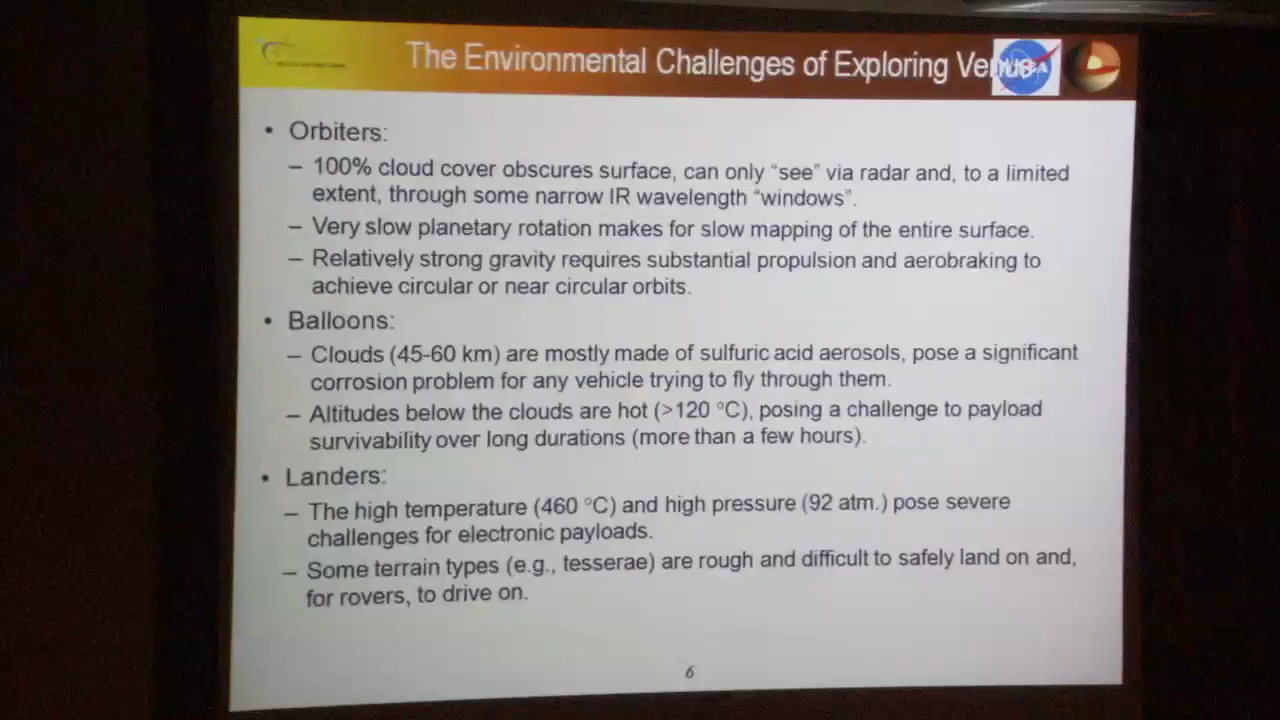 The Environmental Challenges of Exploring Venus
• Orbiters:
– 100% cloud cover obscures surface, can only “see” via radar and, to a limited
extent, through some narrow IR wavelength “windows”.
– Very slow planetary rotation makes for slow mapping of the entire surface.
– Relatively strong gravity requires substantial propulsion and aerobraking to
achieve circular or near circular orbits.
• Balloons:
– Clouds (45-60 km) are mostly made of sulfuric acid aerosols, pose a significant
corrosion problem for any vehicle trying to fly through them.
– Altitudes below the clouds are hot (>120 °C), posing a challenge to payload
survivability over long durations (more than a few hours).
• Landers:
– The high temperature (460 °C) and high pressure (92 atm.) pose severe
challenges for electronic payloads.
– Some terrain types (e.g., tesserae) are rough and difficult to safely land on and,
for rovers, to drive on.
6